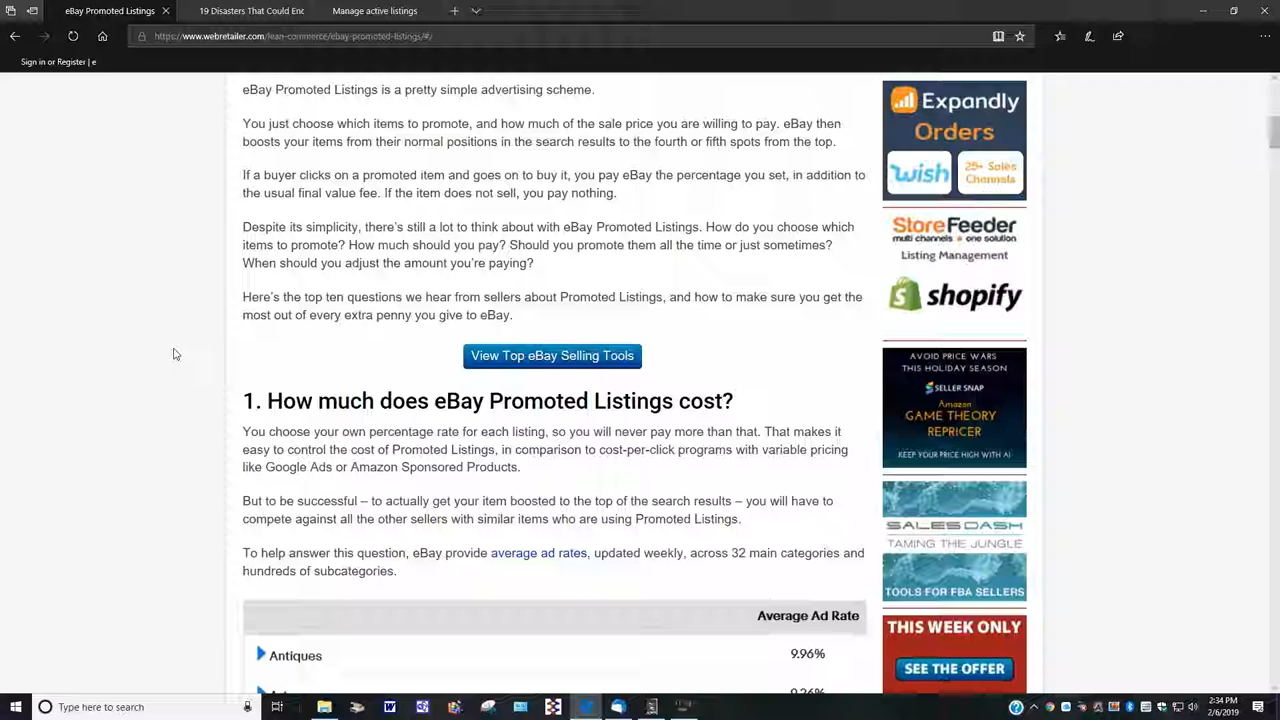 eBay Promoted Listings
19 Disasters That Could End
Manage active listings
https://www.webretailer.com/lean-commerce/ebay-promoted-listings/#/
Sign in or Register | e
eBay Promoted Listings is a pretty simple advertising scheme.
You just choose which items to promote, and how much of the sale price you are willing to pay. eBay then
boosts your items from their normal positions in the search results to the fourth or fifth spots from the top.
If a buyer clicks on a promoted item and goes on to buy it, you pay eBay the percentage you set, in addition to
the usual final value fee. If the item does not sell, you pay nothing.
Despite its simplicity, there's still a lot to think about with eBay Promoted Listings. How do you choose which
items to promote? How much should you pay? Should you promote them all the time or just sometimes?
When should you adjust the amount you're paying?
Here's the top ten questions we hear from sellers about Promoted Listings, and how to make sure you get the
most out of every extra penny you give to eBay.
View Top eBay Selling Tools
1. How much does eBay Promoted Listings cost?
You choose your own percentage rate for each listing, so you will never pay more than that. That makes it
easy to control the cost of Promoted Listings, in comparison to cost-per-click programs with variable pricing
like Google Ads or Amazon Sponsored Products.
But to be successful – to actually get your item boosted to the top of the search results – you will have to
compete against all the other sellers with similar items who are using Promoted Listings.
To help answer this question, eBay provide average ad rates, updated weekly, across 32 main categories and
hundreds of subcategories.
Average Ad Rate
Antiques 9.96%
Expandly
Orders
wish
25+ Sales
Channels
StoreFeeder
multi channels one solution
Listing Management
shopify
AVOID PRICE WARS
THIS HOLIDAY SEASON
SELLER SNAP
Amazon
GAME THEORY
REPRICER
KEEP YOUR PRICE HIGH WITH AI
SALES DASH
TAMING THE JUNGLE
TOOLS FOR FBA SELLERS
THIS WEEK ONLY
SEE THE OFFER
Type here to search
2:34 PM
2/6/2019